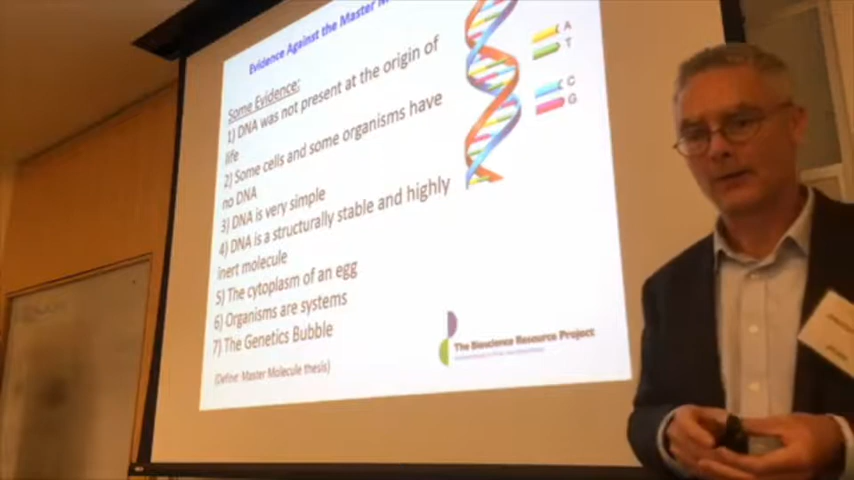 Evidence Against the Master M
Some Evidence:
1) DNA was not present at the origin of
life
2) Some cells and some organisms have
no DNA
3) DNA is very simple
4) DNA is a structurally stable and highly
inert molecule
5) The cytoplasm of an egg
6) Organisms are systems
7) The Genetics Bubble
(Define: Master Molecule thesis)
A
T
C
G
The Bioscience Resource Project